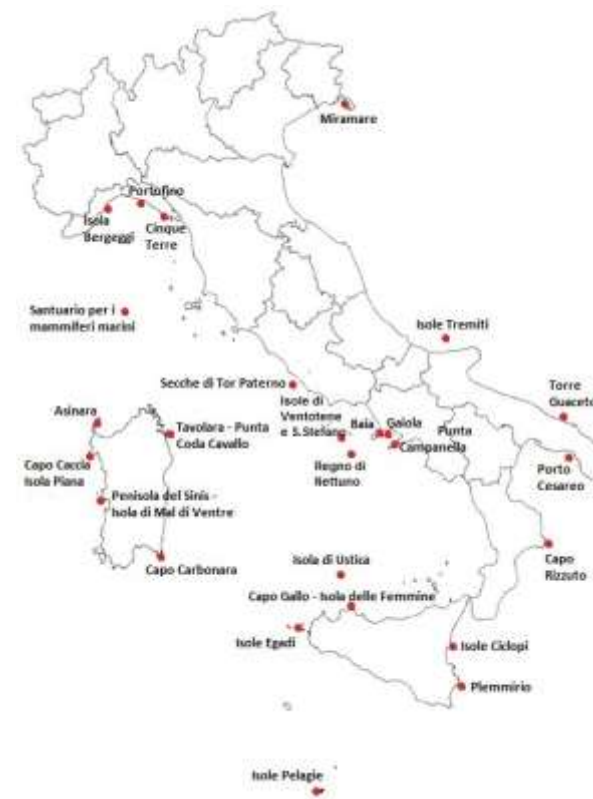 Miramare
Portofino
Isola
Bergeggi
Cinque
Terre
Santuario per i
mammiferi marini
Isole Tremiti
Secche di Tor Paterno
Isole di
Ventotene
e S.Stefano
Baia
Gaiola
Punta
Campanella
Torre
Guaceto
Asinara
Tavolara - Punta
Coda Cavallo
Regno di
Nettuno
Porto
Cesareo
Capo Caccia
Isola Piana
Penisola del Sinis -
Isola di Mal di Ventre
Capo Carbonara
Isola di Ustica
Capo
Rizzuto
Capo Gallo - Isola delle Femmine
Isole Egadi
Isole Ciclopi
Plemmirio
Isole Pelagie